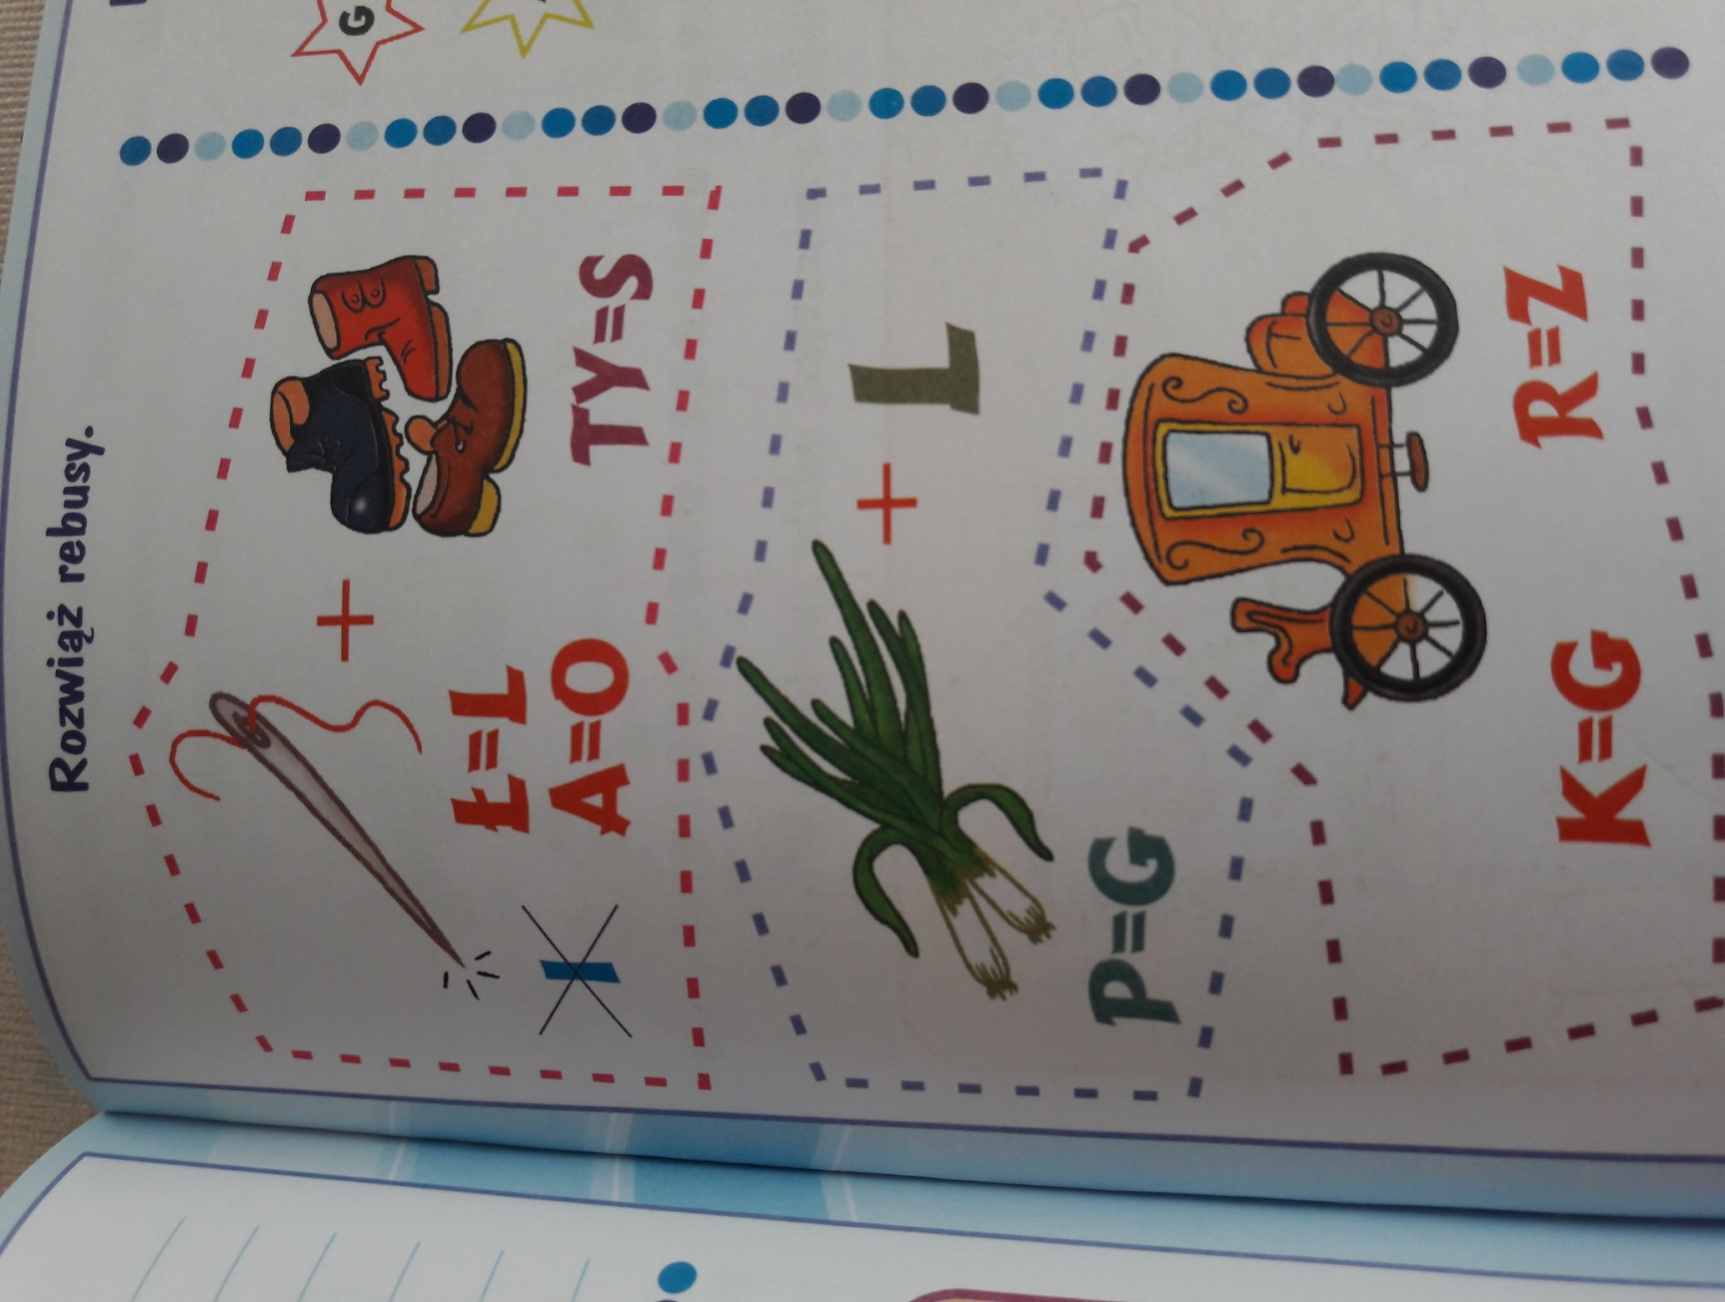 G
Rozwiąż rebusy.
+
I Ł=L TY=S
A=O
+ L
P=G
K=G R=Z